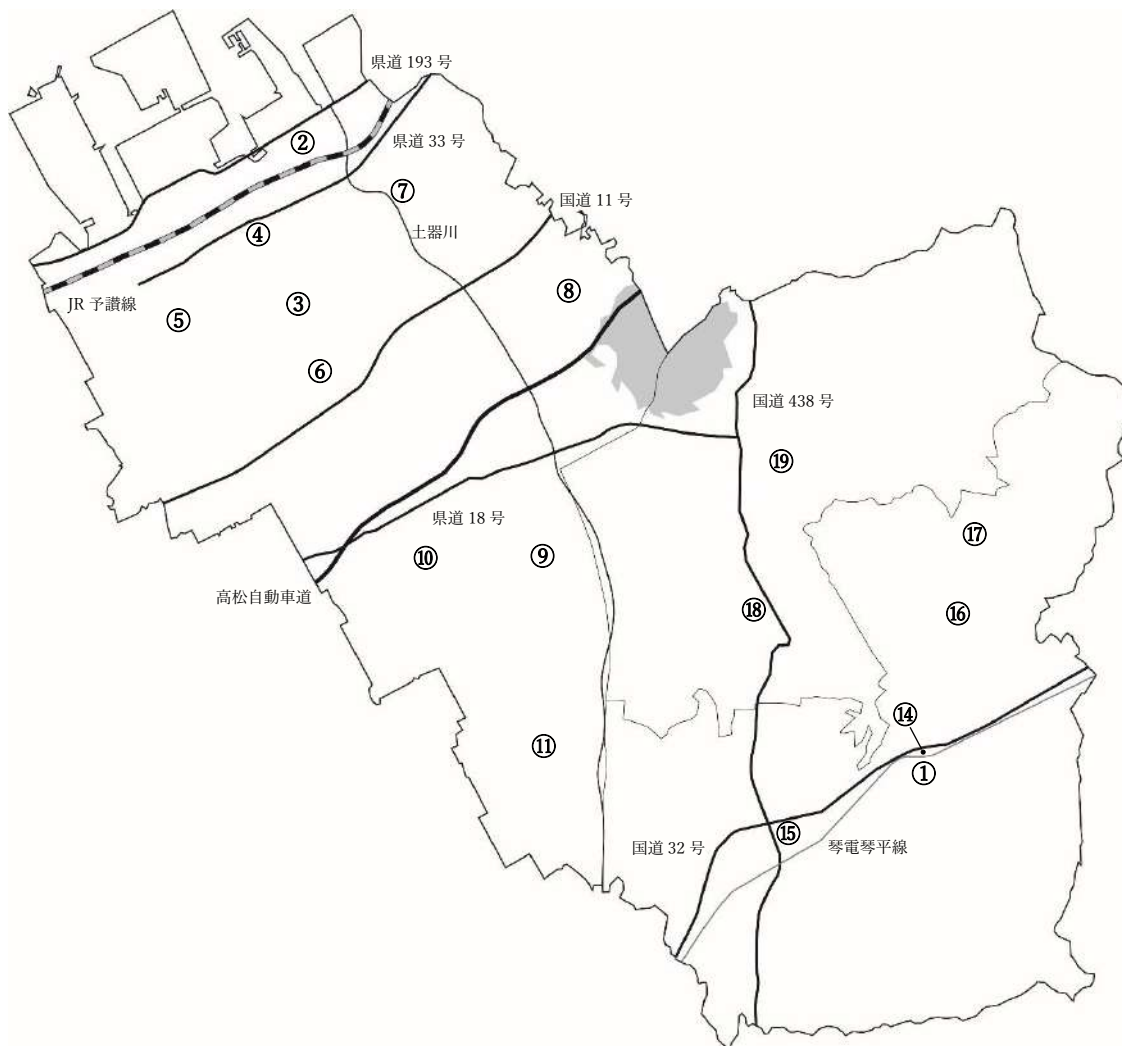 県道 193 号
②
県道 33 号
⑦
国道 11 号
④
土器川
⑧
JR 予讃線
③
⑤
⑥
国道 438 号
⑲
県道 18 号
⑰
⑩
⑨
高松自動車道
⑱
⑯
⑭
⑪
①
⑮
国道 32 号
琴電琴平線